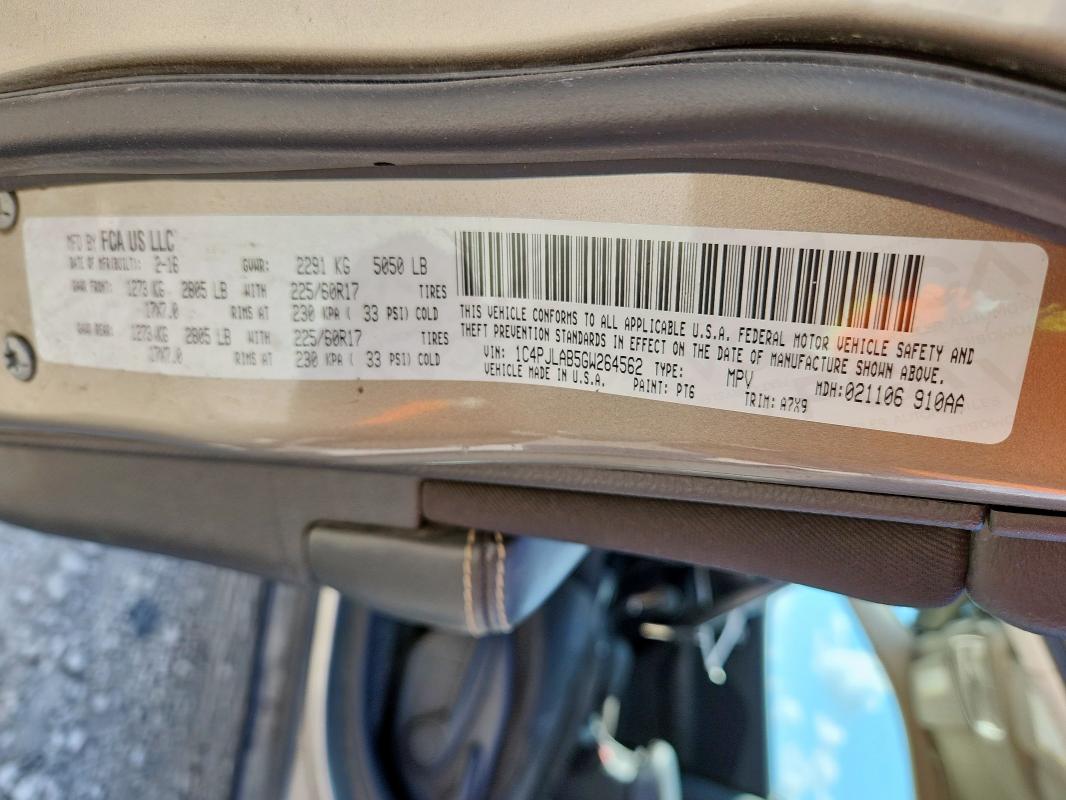 MFD BY FCA US LLC
DATE OF MFR(BUILT): 2-16 GVWR: 2291 KG 5050 LB
GAWR FRONT: 1273 KG 2805 LB WITH 225/60R17 TIRES
17X7.0 RIMS AT 230 KPA ( 33 PSI) COLD
GAWR REAR: 1273 KG 2805 LB WITH 225/60R17 TIRES
17X7.0 RIMS AT 230 KPA ( 33 PSI) COLD
THIS VEHICLE CONFORMS TO ALL APPLICABLE U.S.A. FEDERAL MOTOR VEHICLE SAFETY AND
THEFT PREVENTION STANDARDS IN EFFECT ON THE DATE OF MANUFACTURE SHOWN ABOVE.
VIN: 1C4PJLAB5GW264562 TYPE: MPV MDH:021106 910AA
VEHICLE MADE IN U.S.A. PAINT: PT6 TRIM: A7X9